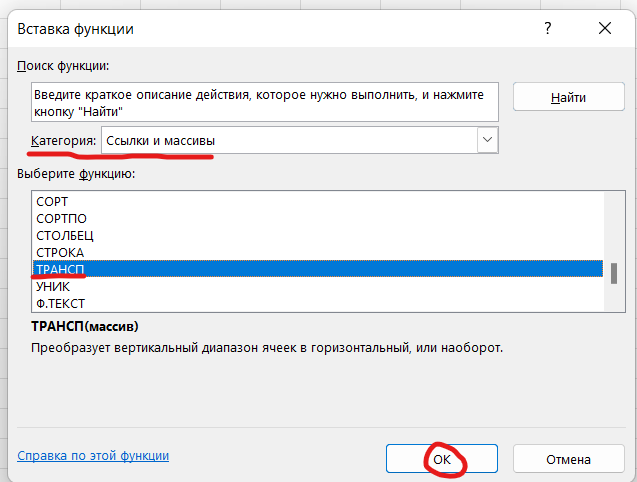 Вставка функции
?
Поиск функции:
Введите краткое описание действия, которое нужно выполнить, и нажмите
кнопку "Найти"
Найти
Категория:
Ссылки и массивы
Выберите функцию:
СОРТ
СОРТПО
СТОЛБЕЦ
СТРОКА
ТРАНСП
УНИК
Ф.ТЕКСТ
ТРАНСП(массив)
Преобразует вертикальный диапазон ячеек в горизонтальный, или наоборот.
Справка по этой функции
ОК
Отмена